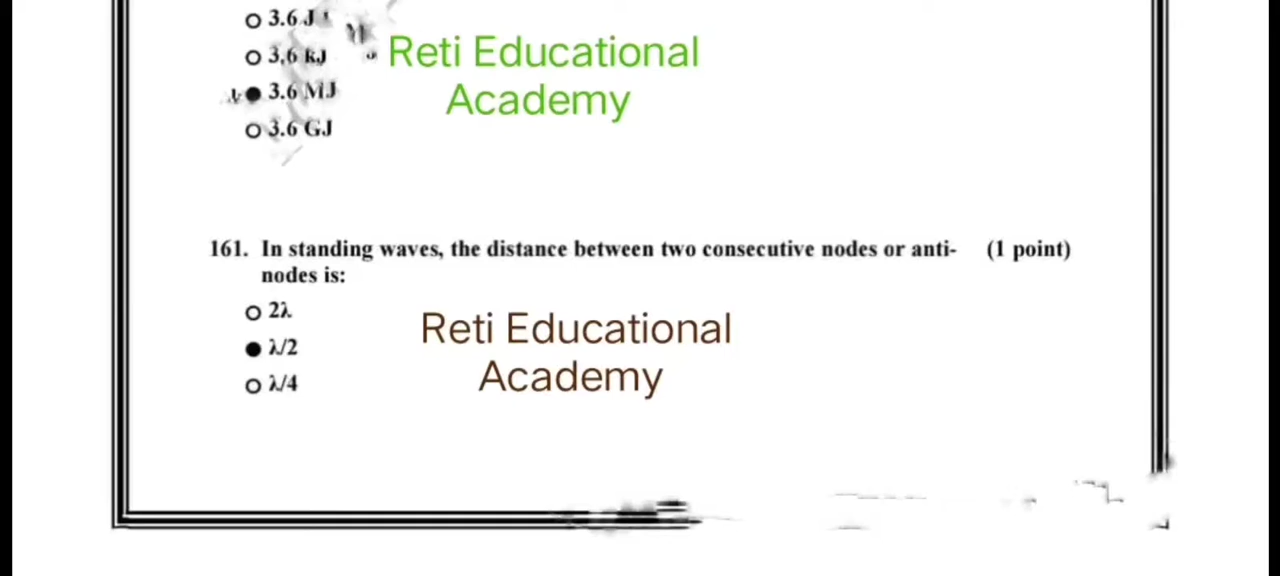 3.6 J
3.6 kJ
Reti Educational
Academy
3.6 MJ
3.6 GJ
161. In standing waves, the distance between two consecutive nodes or anti- (1 point)
nodes is:
2λ
λ/2
λ/4
Reti Educational
Academy